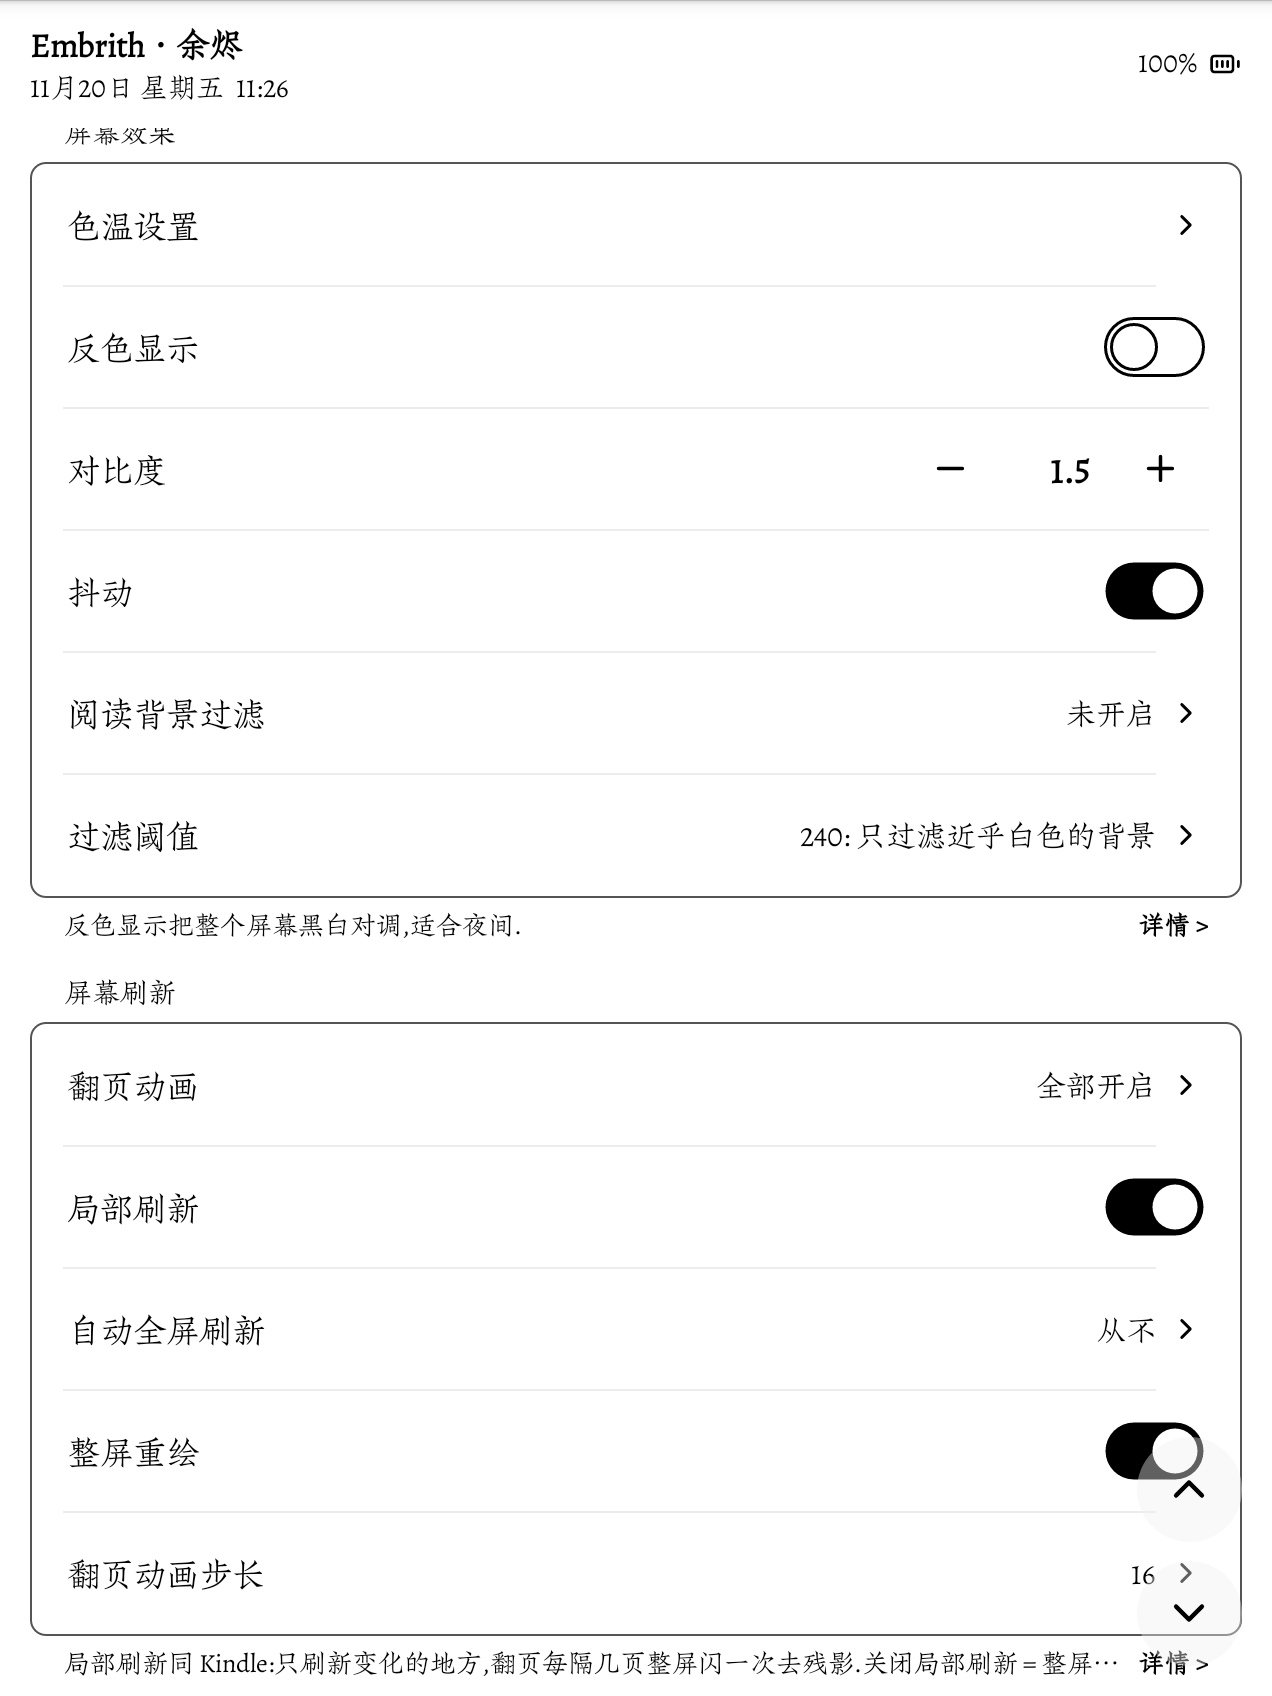 Embrith · 余烬
11月20日 星期五 11:26
100%
屏幕效果
色温设置
反色显示
对比度
1.5
抖动
阅读背景过滤
未开启
过滤阈值
240: 只过滤近乎白色的背景
反色显示把整个屏幕黑白对调,适合夜间.
详情 >
屏幕刷新
翻页动画
全部开启
局部刷新
自动全屏刷新
从不
整屏重绘
翻页动画步长
16
局部刷新同 Kindle:只刷新变化的地方,翻页每隔几页整屏闪一次去残影.关闭局部刷新 = 整屏…
详情 >